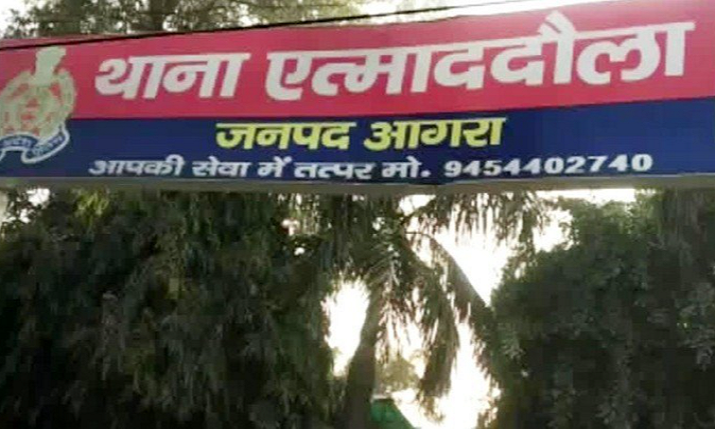 थाना एत्माददौला
जनपद आगरा
आपकी सेवा में तत्पर मो. 9454402740